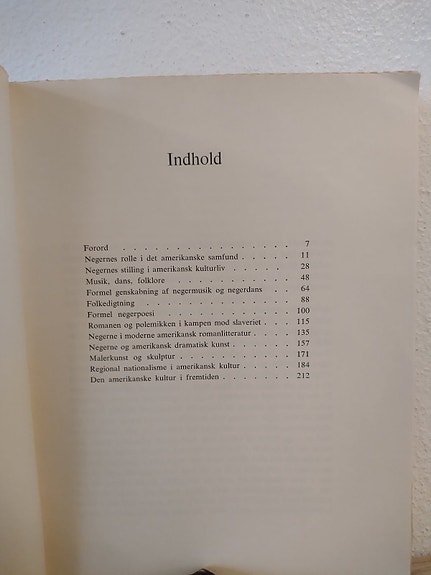 Indhold
Forord . . . . . . . . . . . . . . . . 7
Negernes rolle i det amerikanske samfund . . . . . 11
Negernes stilling i amerikansk kulturliv . . . . . 28
Musik, dans, folklore . . . . . . . . . . . 48
Formel genskabning af negermusik og negerdans . . . 64
Folkedigtning . . . . . . . . . . . . . . 88
Formel negerpoesi . . . . . . . . . . . . 100
Romanen og polemikken i kampen mod slaveriet . . . 115
Negerne i moderne amerikansk romanlitteratur . . . . 135
Negerne og amerikansk dramatisk kunst . . . . . . 157
Malerkunst og skulptur . . . . . . . . . . . 171
Regional nationalisme i amerikansk kultur . . . . . 184
Den amerikanske kultur i fremtiden . . . . . . . 212